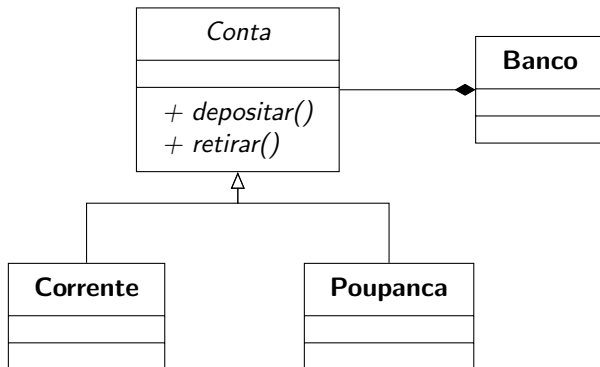 Conta
Banco
+ depositar()
+ retirar()
Corrente
Poupanca